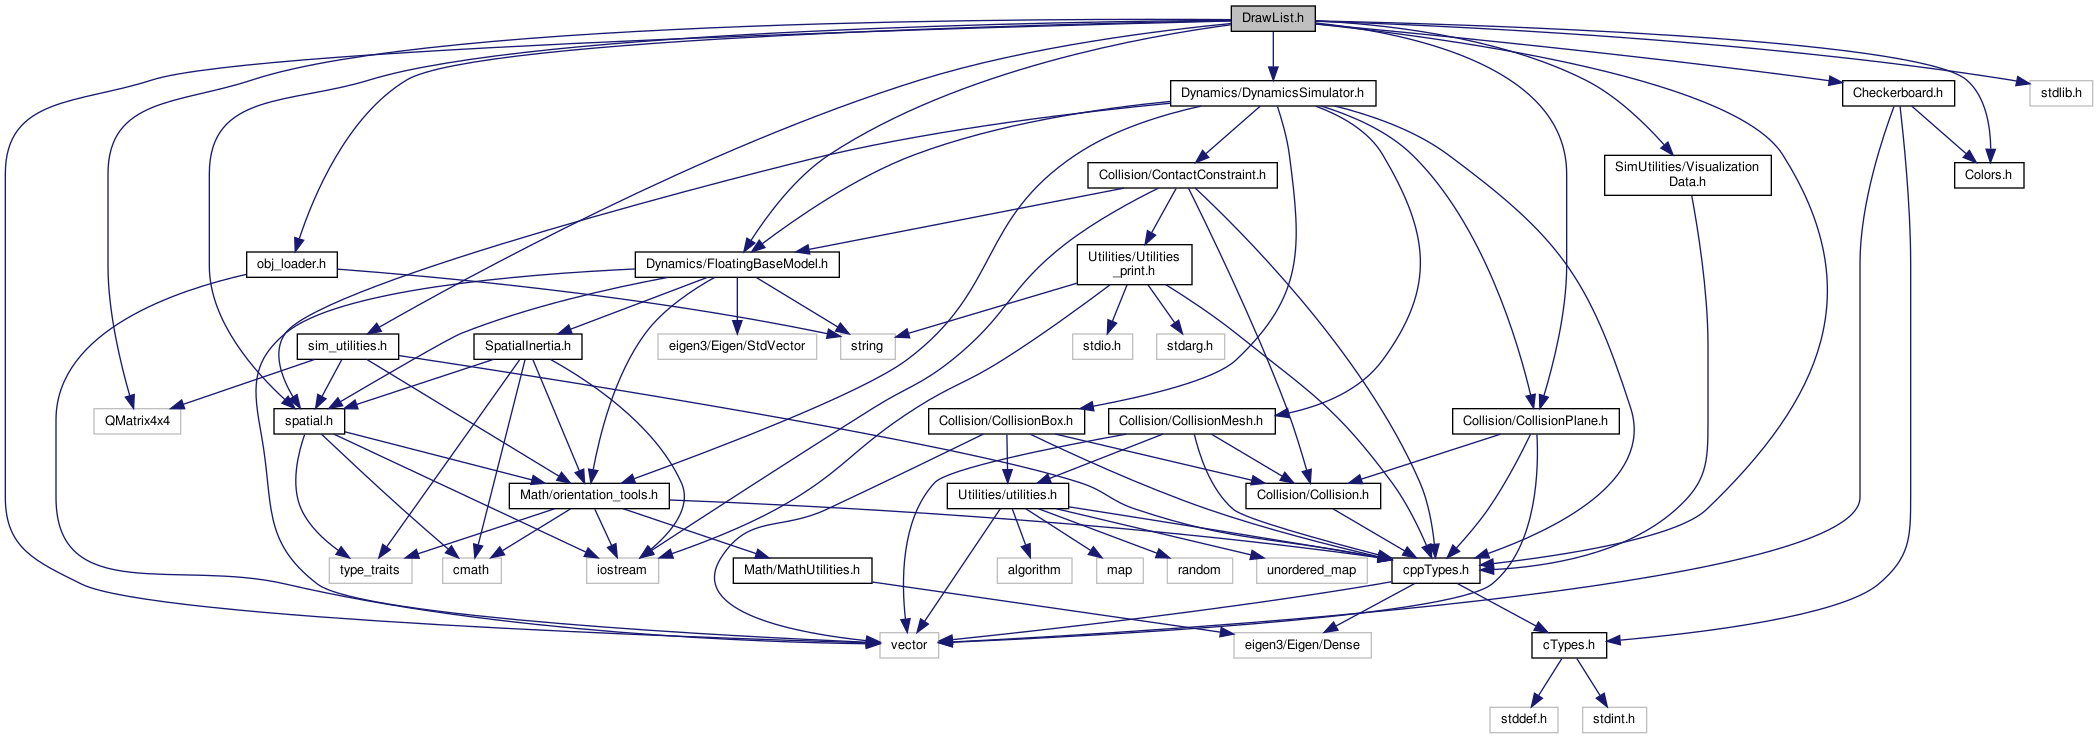 DrawList.h
Dynamics/DynamicsSimulator.h
Checkerboard.h
stdlib.h
Collision/ContactConstraint.h
SimUtilities/Visualization
Data.h
Colors.h
obj_loader.h
Dynamics/FloatingBaseModel.h
Utilities/Utilities
_print.h
sim_utilities.h
SpatialInertia.h
eigen3/Eigen/StdVector
string
stdio.h
stdarg.h
QMatrix4x4
spatial.h
Collision/CollisionBox.h
Collision/CollisionMesh.h
Collision/CollisionPlane.h
Math/orientation_tools.h
Utilities/utilities.h
Collision/Collision.h
type_traits
cmath
iostream
Math/MathUtilities.h
algorithm
map
random
unordered_map
cppTypes.h
vector
eigen3/Eigen/Dense
cTypes.h
stddef.h
stdint.h